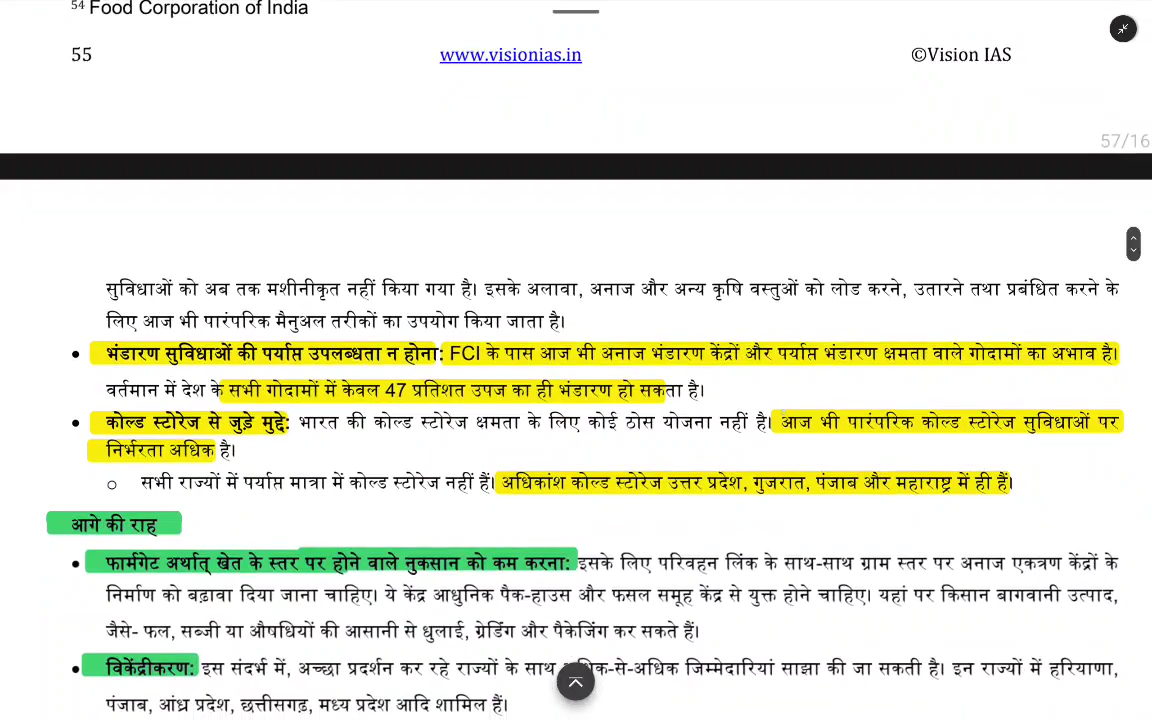 54 Food Corporation of India
55 www.visionias.in ©Vision IAS
57/16
सुविधाओं को अब तक मशीनीकृत नहीं किया गया है। इसके अलावा, अनाज और अन्य कृषि वस्तुओं को लोड करने, उतारने तथा प्रबंधित करने के
लिए आज भी पारंपरिक मैनुअल तरीकों का उपयोग किया जाता है।
• भंडारण सुविधाओं की पर्याप्त उपलब्धता न होना: FCI के पास आज भी अनाज भंडारण केंद्रों और पर्याप्त भंडारण क्षमता वाले गोदामों का अभाव है।
वर्तमान में देश के सभी गोदामों में केवल 47 प्रतिशत उपज का ही भंडारण हो सकता है।
• कोल्ड स्टोरेज से जुड़े मुद्दे: भारत की कोल्ड स्टोरेज क्षमता के लिए कोई ठोस योजना नहीं है। आज भी पारंपरिक कोल्ड स्टोरेज सुविधाओं पर
निर्भरता अधिक है।
o सभी राज्यों में पर्याप्त मात्रा में कोल्ड स्टोरेज नहीं हैं। अधिकांश कोल्ड स्टोरेज उत्तर प्रदेश, गुजरात, पंजाब और महाराष्ट्र में ही हैं।
आगे की राह
• फार्मगेट अर्थात् खेत के स्तर पर होने वाले नुकसान को कम करना: इसके लिए परिवहन लिंक के साथ-साथ ग्राम स्तर पर अनाज एकत्रण केंद्रों के
निर्माण को बढ़ावा दिया जाना चाहिए। ये केंद्र आधुनिक पैक-हाउस और फसल समूह केंद्र से युक्त होने चाहिए। यहां पर किसान बागवानी उत्पाद,
जैसे- फल, सब्जी या औषधियों की आसानी से धुलाई, ग्रेडिंग और पैकेजिंग कर सकते हैं।
• विकेंद्रीकरण: इस संदर्भ में, अच्छा प्रदर्शन कर रहे राज्यों के साथ से-अधिक जिम्मेदारियां साझा की जा सकती है। इन राज्यों में हरियाणा,
पंजाब, आंध्र प्रदेश, छत्तीसगढ़, मध्य प्रदेश आदि शामिल हैं।